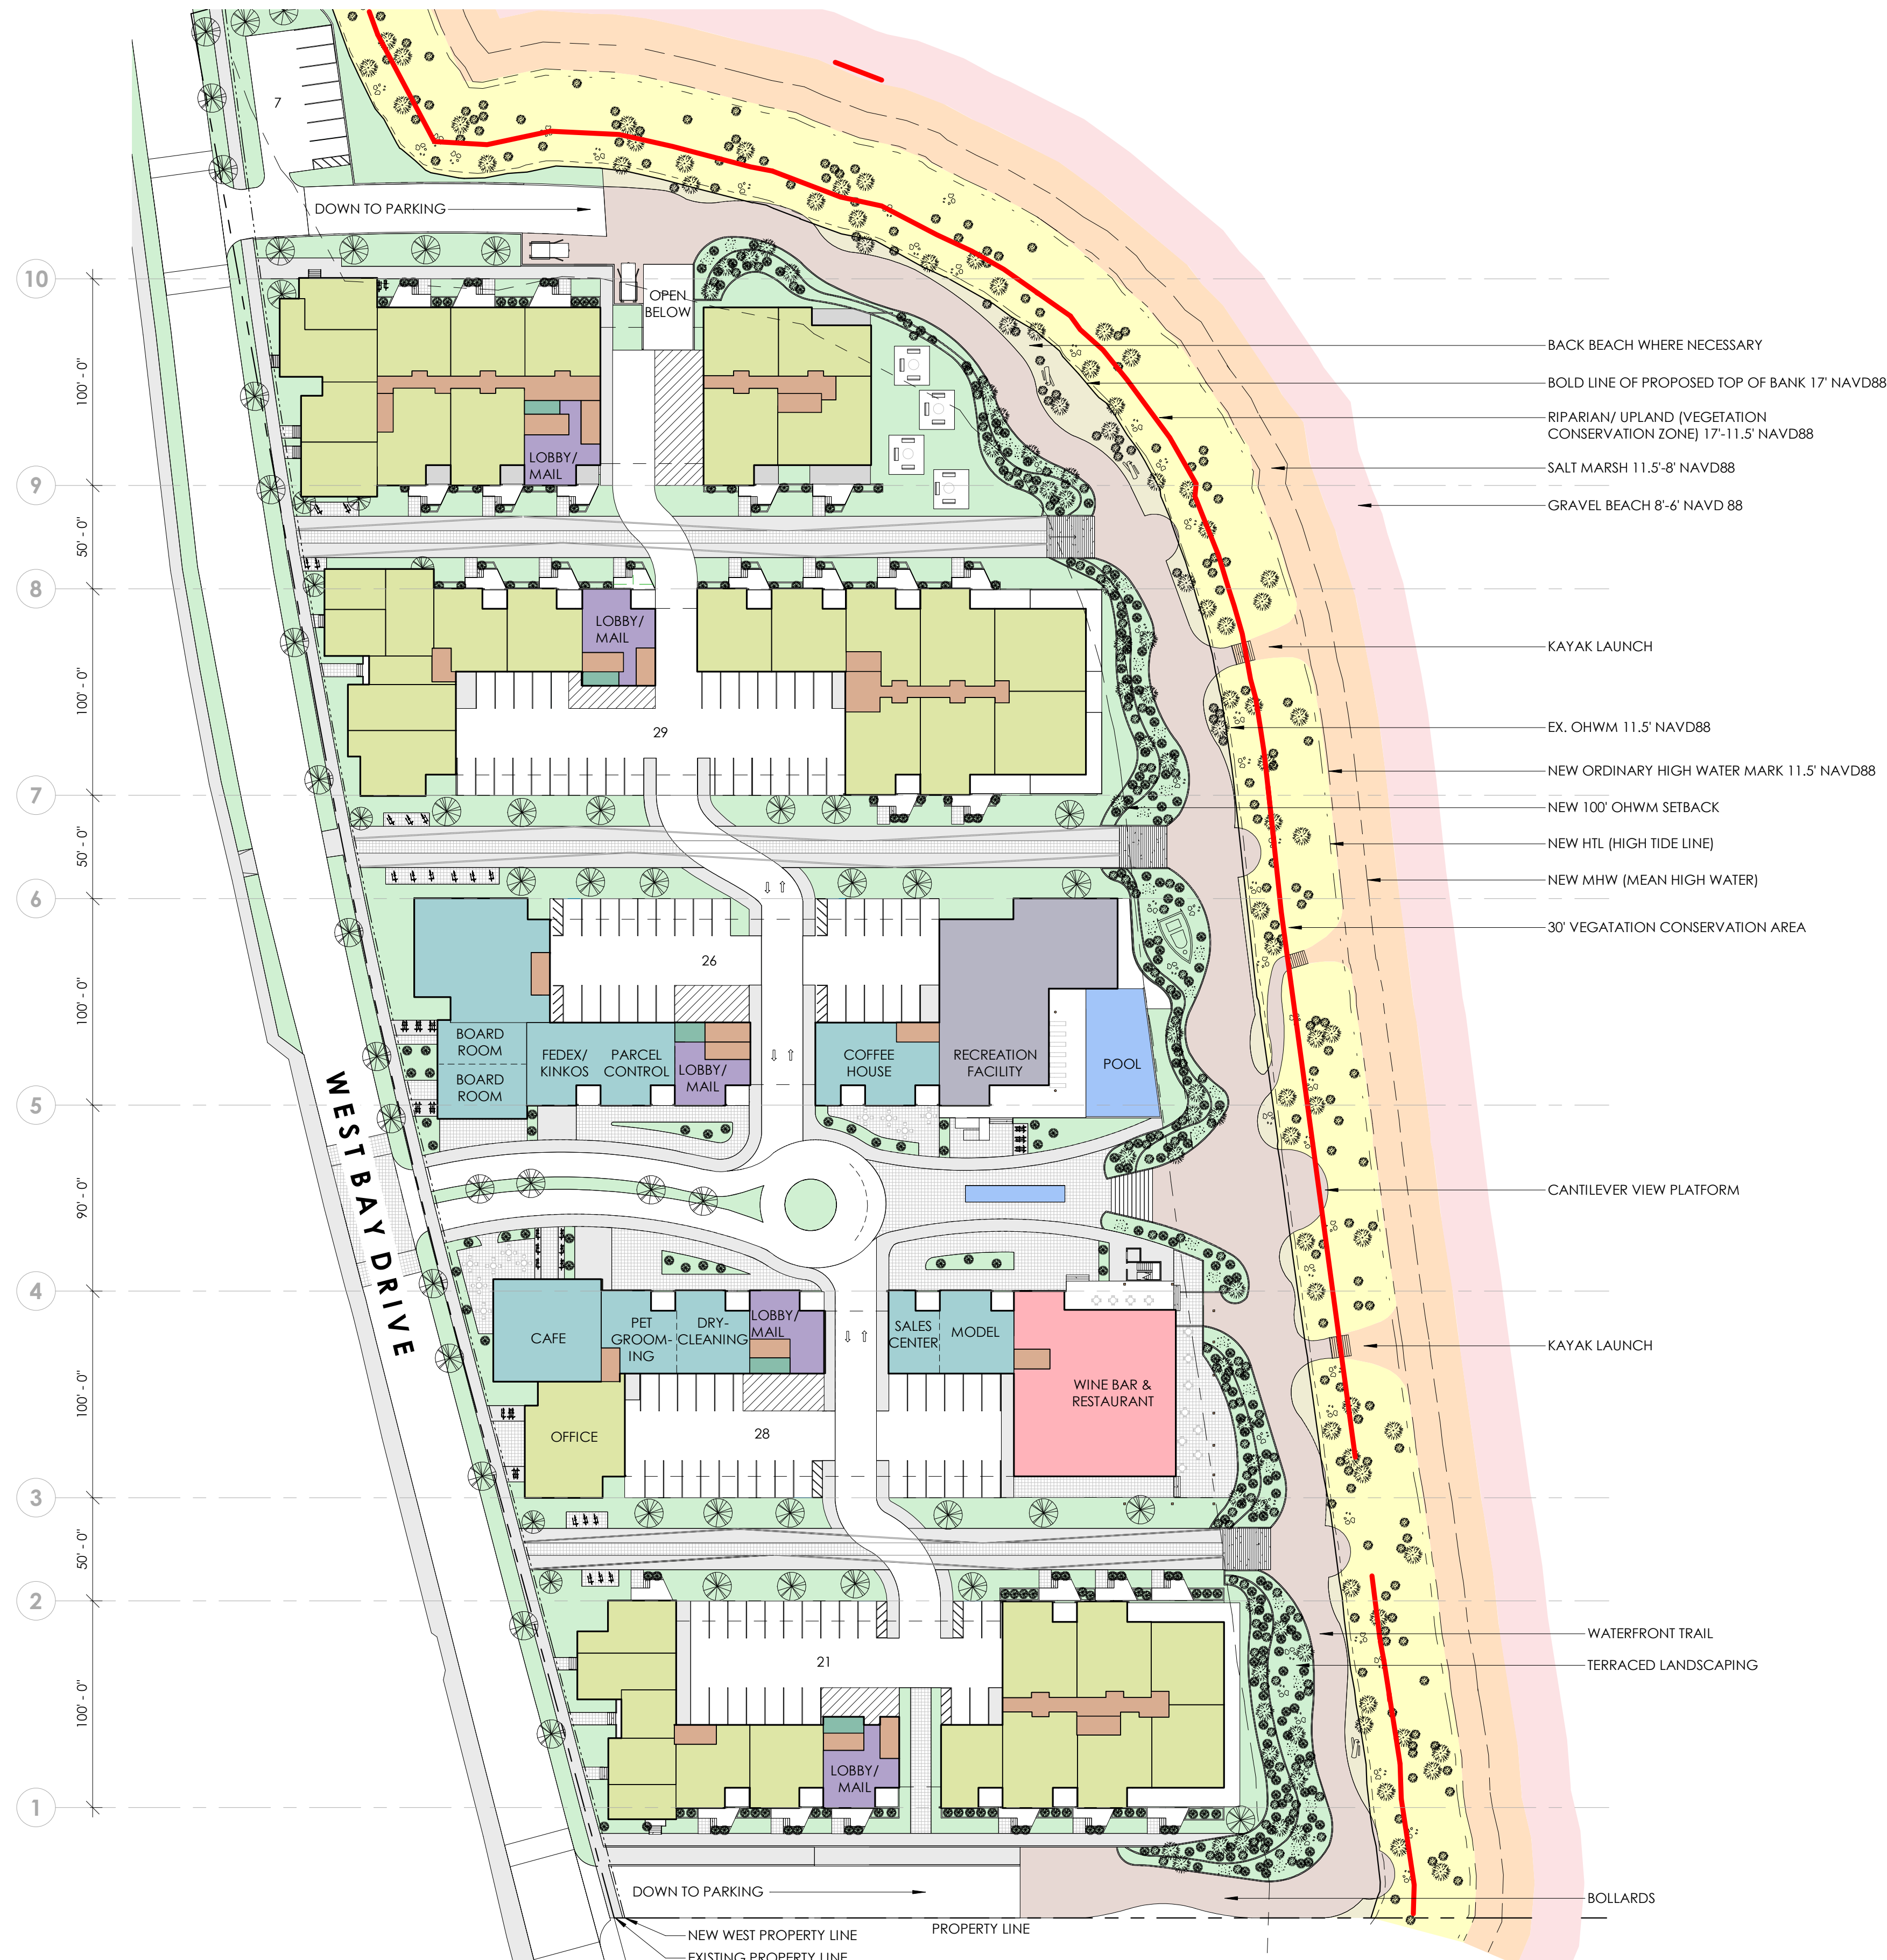 7
DOWN TO PARKING
10
OPEN
BELOW
100' - 0"
BACK BEACH WHERE NECESSARY
BOLD LINE OF PROPOSED TOP OF BANK 17' NAVD88
RIPARIAN/ UPLAND (VEGETATION
CONSERVATION ZONE) 17'-11.5' NAVD88
LOBBY/
MAIL
SALT MARSH 11.5'-8' NAVD88
9
GRAVEL BEACH 8'-6' NAVD 88
50' - 0"
8
LOBBY/
MAIL
KAYAK LAUNCH
100' - 0"
29
EX. OHWM 11.5' NAVD88
NEW ORDINARY HIGH WATER MARK 11.5' NAVD88
7
NEW 100' OHWM SETBACK
50' - 0"
NEW HTL (HIGH TIDE LINE)
NEW MHW (MEAN HIGH WATER)
6
30' VEGATATION CONSERVATION AREA
26
100' - 0"
BOARD
ROOM
BOARD
ROOM
FEDEX/
KINKOS
PARCEL
CONTROL
LOBBY/
MAIL
COFFEE
HOUSE
RECREATION
FACILITY
POOL
5
WEST BAY DRIVE
90' - 0"
CANTILEVER VIEW PLATFORM
4
CAFE
PET
GROOM-
ING
DRY-
CLEANING
LOBBY/
MAIL
SALES
CENTER
MODEL
KAYAK LAUNCH
WINE BAR &
RESTAURANT
100' - 0"
OFFICE
28
3
50' - 0"
2
WATERFRONT TRAIL
21
TERRACED LANDSCAPING
100' - 0"
LOBBY/
MAIL
1
DOWN TO PARKING
BOLLARDS
PROPERTY LINE
NEW WEST PROPERTY LINE
EXISTING PROPERTY LINE